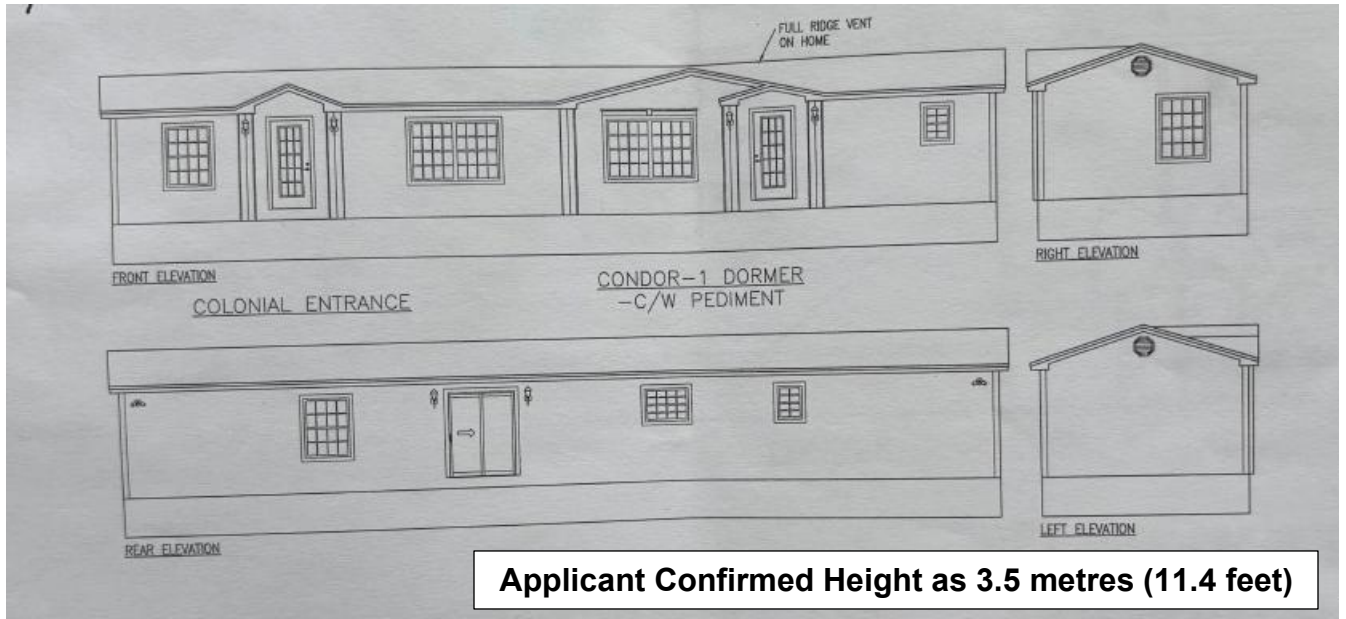 FULL RIDGE VENT
ON HOME
FRONT ELEVATION
COLONIAL ENTRANCE
CONDOR-1 DORMER
-C/W PEDIMENT
RIGHT ELEVATION
REAR ELEVATION
LEFT ELEVATION
Applicant Confirmed Height as 3.5 metres (11.4 feet)